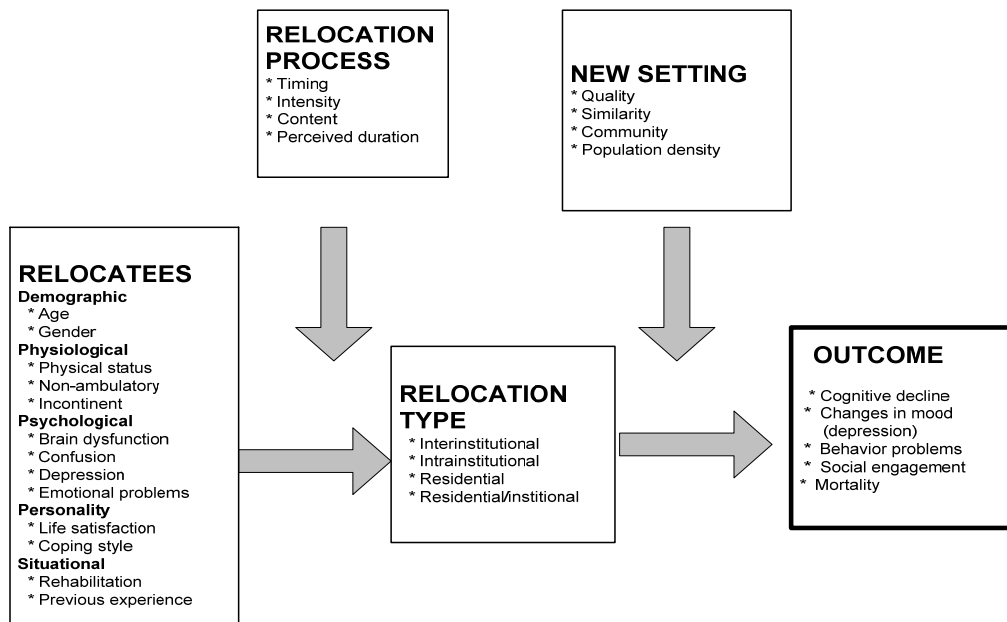 RELOCATION
PROCESS
* Timing
* Intensity
* Content
* Perceived duration
NEW SETTING
* Quality
* Similarity
* Community
* Population density
RELOCATEES
Demographic
* Age
* Gender
Physiological
* Physical status
* Non-ambulatory
* Incontinent
Psychological
* Brain dysfunction
* Confusion
* Depression
* Emotional problems
Personality
* Life satisfaction
* Coping style
Situational
* Rehabilitation
* Previous experience
RELOCATION
TYPE
* Interinstitutional
* Intrainstitutional
* Residential
* Residential/institional
OUTCOME
* Cognitive decline
* Changes in mood
(depression)
* Behavior problems
* Social engagement
* Mortality